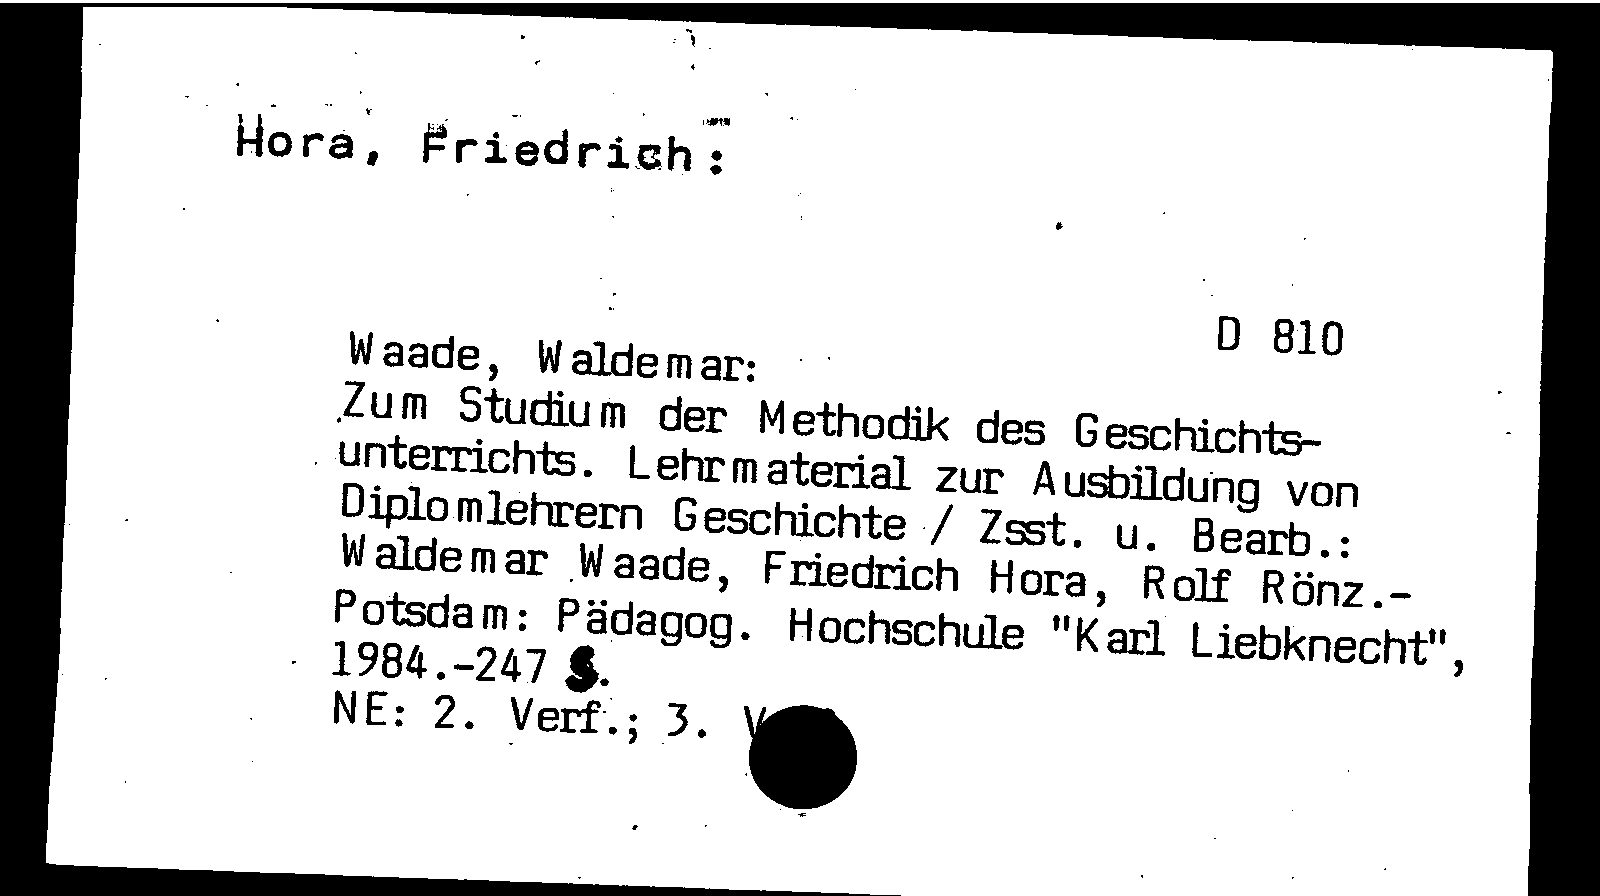 Hora, Friedrich:
D 810
Waade, Waldemar:
Zum Studium der Methodik des Geschichts-
unterrichts. Lehrmaterial zur Ausbildung von
Diplomlehrern Geschichte / Zsst. u. Bearb.:
Waldemar Waade, Friedrich Hora, Rolf Rönz.-
Potsdam: Pädagog. Hochschule "Karl Liebknecht",
1984.-247 S.
NE: 2. Verf.; 3.